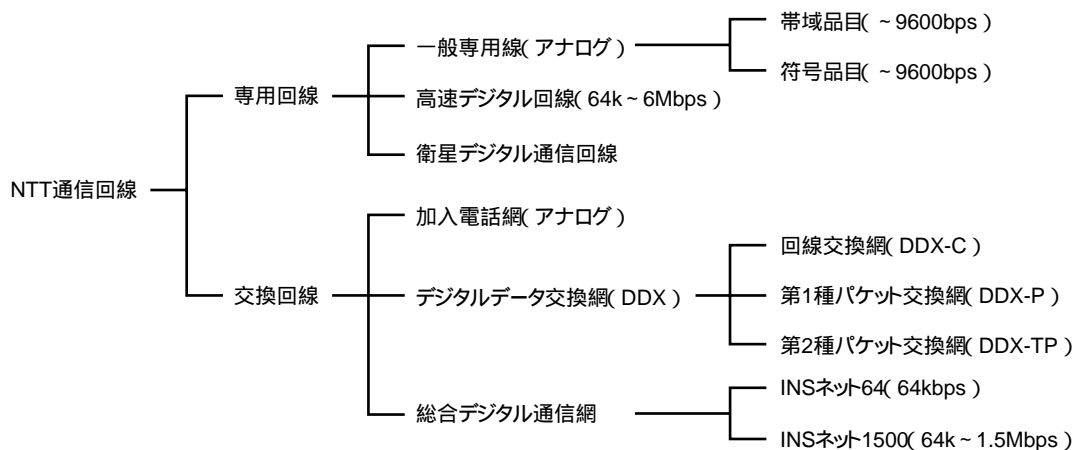 NTT通信回線
専用回線
一般専用線(アナログ)
帯域品目(~9600bps)
符号品目(~9600bps)
高速デジタル回線(64k~6Mbps)
衛星デジタル通信回線
交換回線
加入電話網(アナログ)
デジタルデータ交換網(DDX)
回線交換網(DDX-C)
第1種パケット交換網(DDX-P)
第2種パケット交換網(DDX-TP)
総合デジタル通信網
INSネット64(64kbps)
INSネット1500(64k~1.5Mbps)